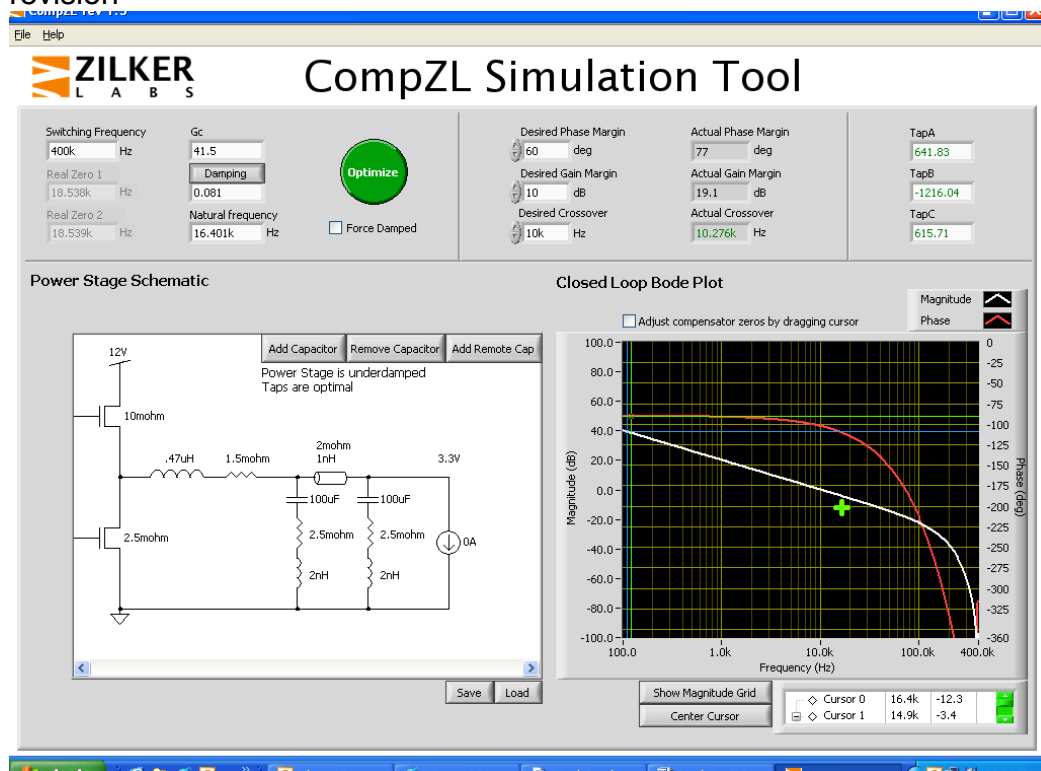 revision
CompZL rev 1.5
File Help
ZILKER
LABS
CompZL Simulation Tool
Switching Frequency
400k Hz
Real Zero 1
18.538k Hz
Real Zero 2
18.539k Hz
Gc
41.5
Damping
0.081
Natural frequency
16.401k Hz
Optimize
Force Damped
Desired Phase Margin
60 deg
Desired Gain Margin
10 dB
Desired Crossover
10k Hz
Actual Phase Margin
77 deg
Actual Gain Margin
19.1 dB
Actual Crossover
10.276k Hz
TapA
641.83
TapB
-1216.04
TapC
615.71
Power Stage Schematic
Add Capacitor Remove Capacitor Add Remote Cap
Power Stage is underdamped
Taps are optimal
12V
10mohm
.47uH 1.5mohm
2mohm
1nH
3.3V
100uF 100uF
2.5mohm
2.5mohm 2.5mohm
0A
2nH 2nH
Save Load
Closed Loop Bode Plot
Magnitude
Phase
Adjust compensator zeros by dragging cursor
Magnitude (dB)
100.0
80.0
60.0
40.0
20.0
0.0
-20.0
-40.0
-60.0
-80.0
-100.0
0
-25
-50
-75
-100
-125
-150
-175
-200
-225
-250
-275
-300
-325
-360
Phase (deg)
100.0 1.0k 10.0k 100.0k 400.0k
Frequency (Hz)
Show Magnitude Grid
Center Cursor
Cursor 0 16.4k -12.3
Cursor 1 14.9k -3.4